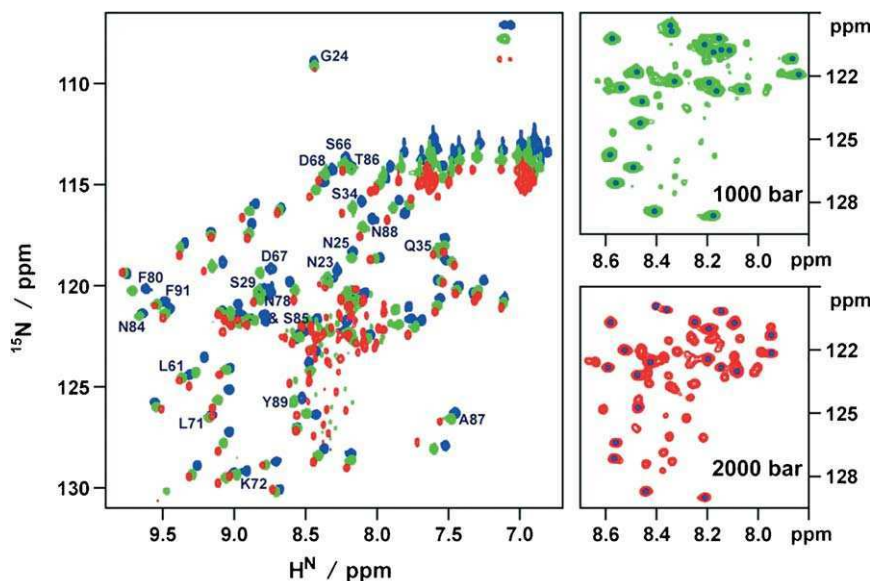 G24
110
S66
D68 T86
115
S34
N88
N25 Q35
D67
N23
F80 S29
F91 N78
120
& S85
N84
L61
125
Y89
L71 A87
K72
130
9.5 9.0 8.5 8.0 7.5 7.0
H^N / ppm
15N / ppm
ppm
122
125
1000 bar
128
8.6 8.4 8.2 8.0
ppm
122
125
2000 bar
128
8.6 8.4 8.2 8.0 ppm